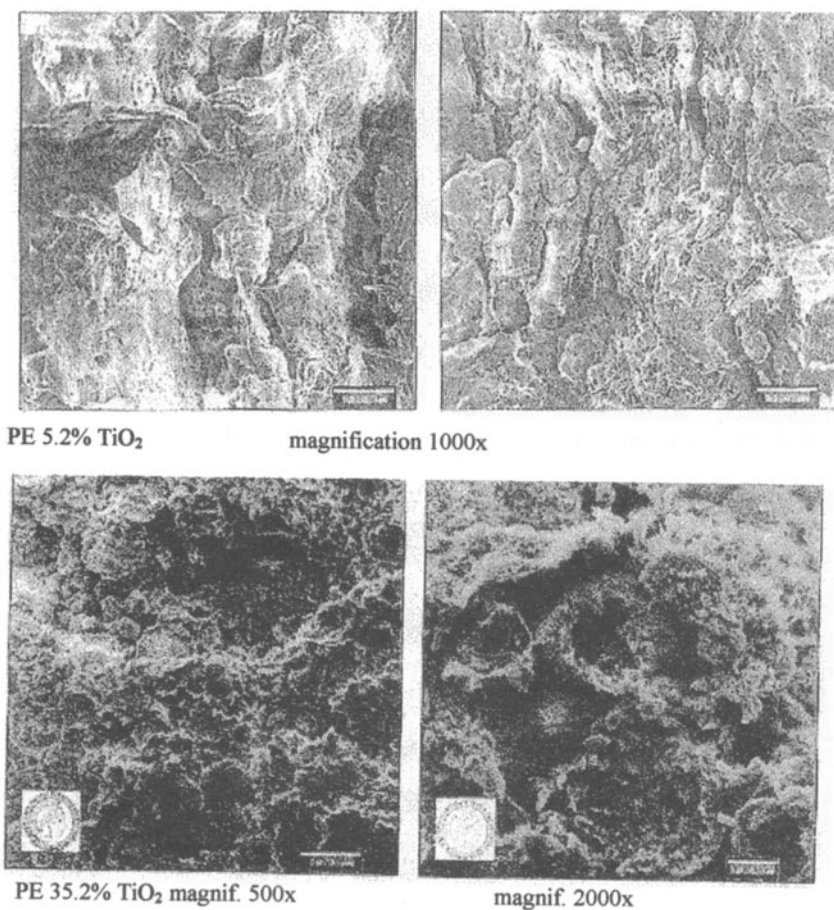 PE 5.2% TiO₂ magnification 1000x
PE 35.2% TiO₂ magnif. 500x magnif. 2000x